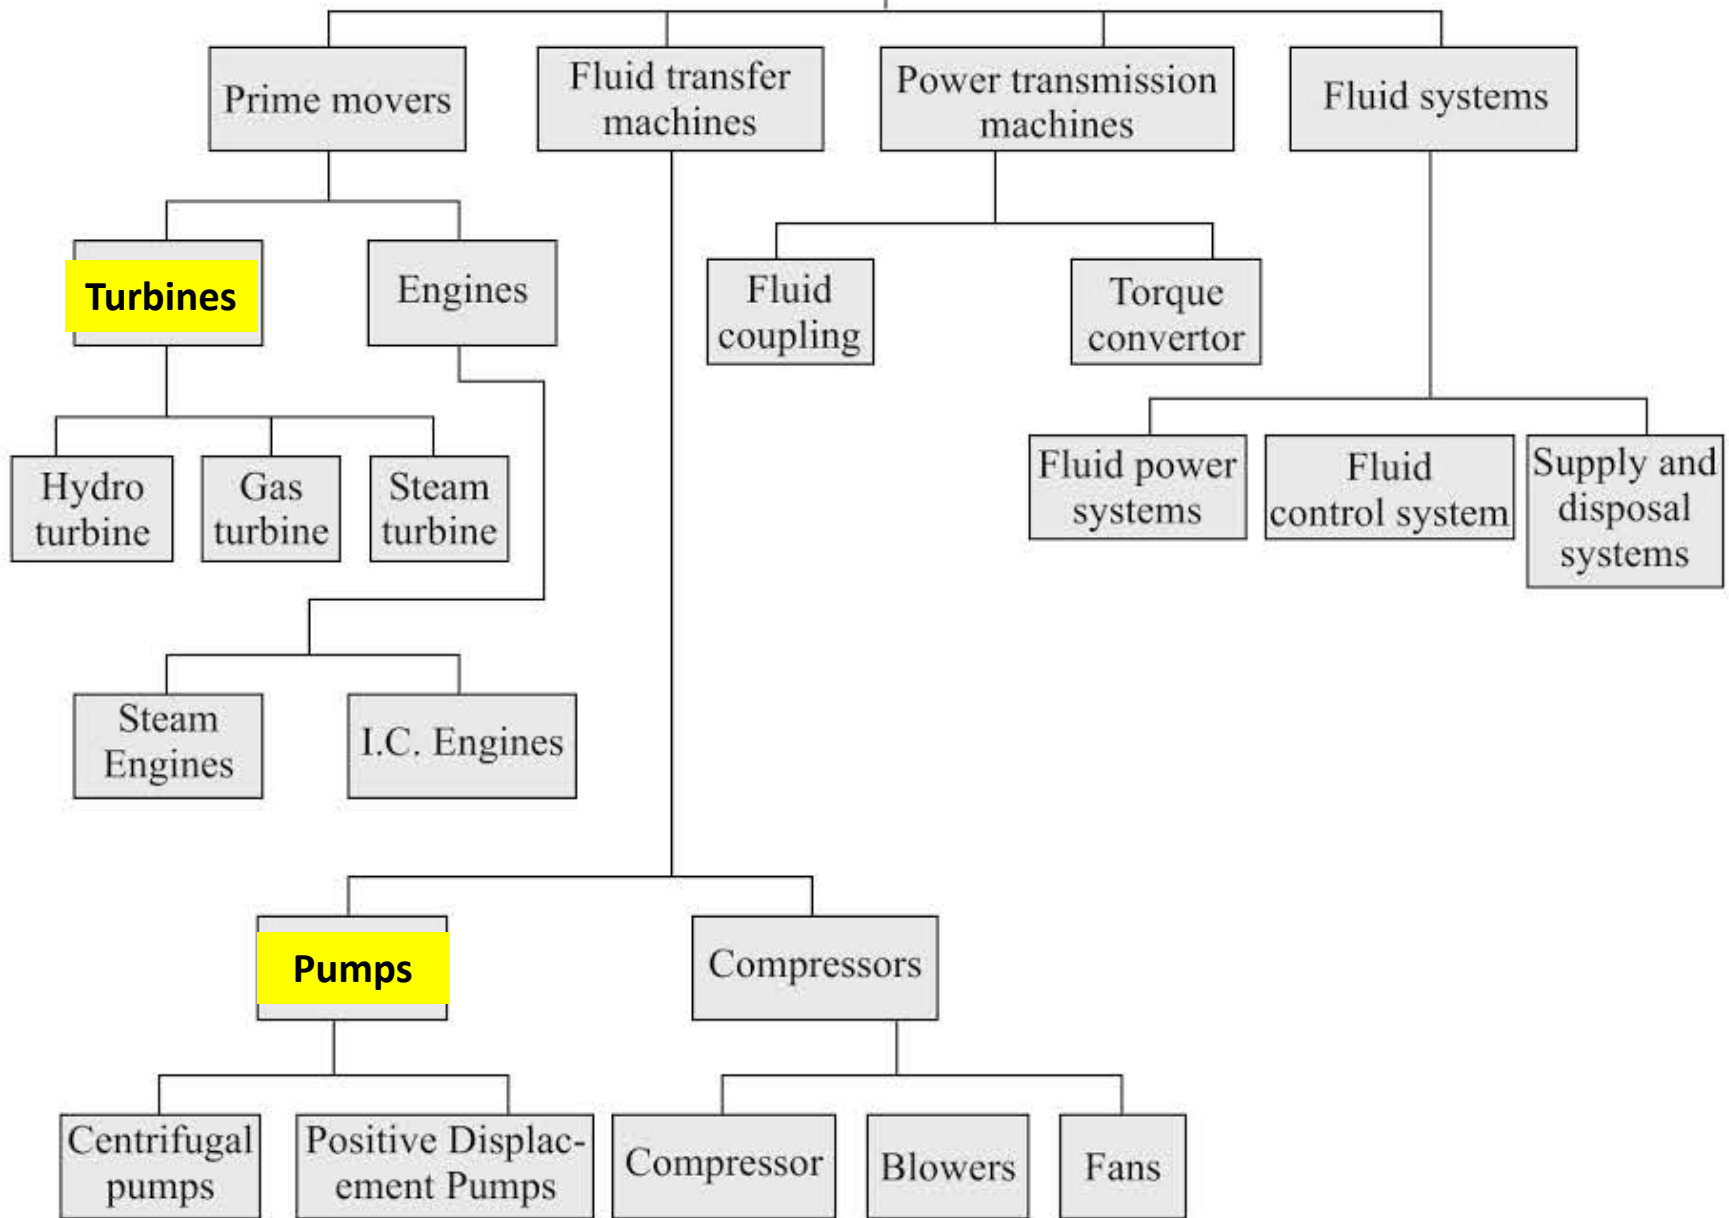 Prime movers
Fluid transfer
machines
Power transmission
machines
Fluid systems
Turbines
Engines
Fluid
coupling
Torque
convertor
Hydro
turbine
Gas
turbine
Steam
turbine
Fluid power
systems
Fluid
control system
Supply and
disposal
systems
Steam
Engines
I.C. Engines
Pumps
Compressors
Centrifugal
pumps
Positive Displac-
ement Pumps
Compressor
Blowers
Fans